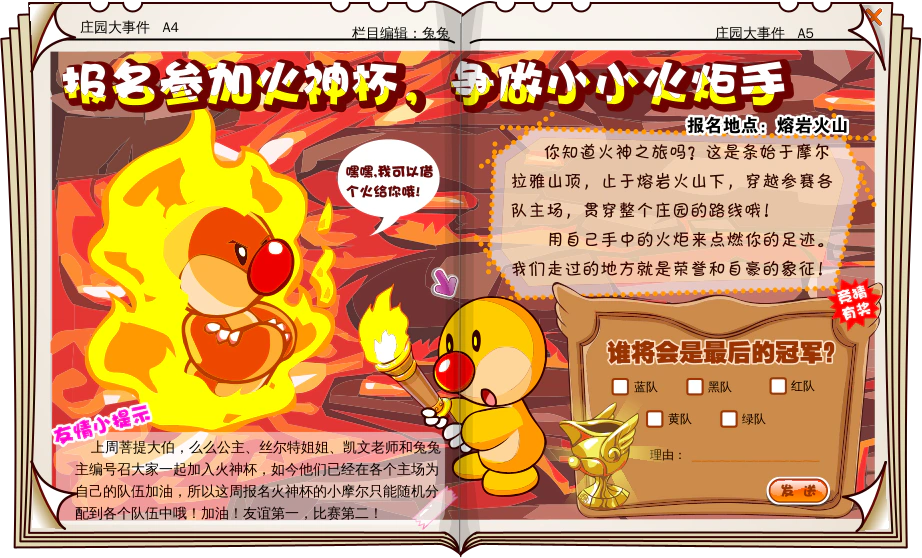 庄园大事件 A4
栏目编辑：兔兔
庄园大事件 A5
报名参加火神杯，争做小小火炬手
报名地点：熔岩火山
嘿嘿,我可以借
个火给你哦!
你知道火神之旅吗？这是条始于摩尔
拉雅山顶，止于熔岩火山下，穿越参赛各
队主场，贯穿整个庄园的路线哦！
用自己手中的火炬来点燃你的足迹。
我们走过的地方就是荣誉和自豪的象征！
竞猜
有奖
谁将会是最后的冠军？
蓝队 黑队 红队
黄队 绿队
理由：
发 送
友情小提示
上周菩提大伯，么么公主、丝尔特姐姐、凯文老师和兔兔
主编号召大家一起加入火神杯，如今他们已经在各个主场为
自己的队伍加油，所以这周报名火神杯的小摩尔只能随机分
配到各个队伍中哦！加油！友谊第一，比赛第二！